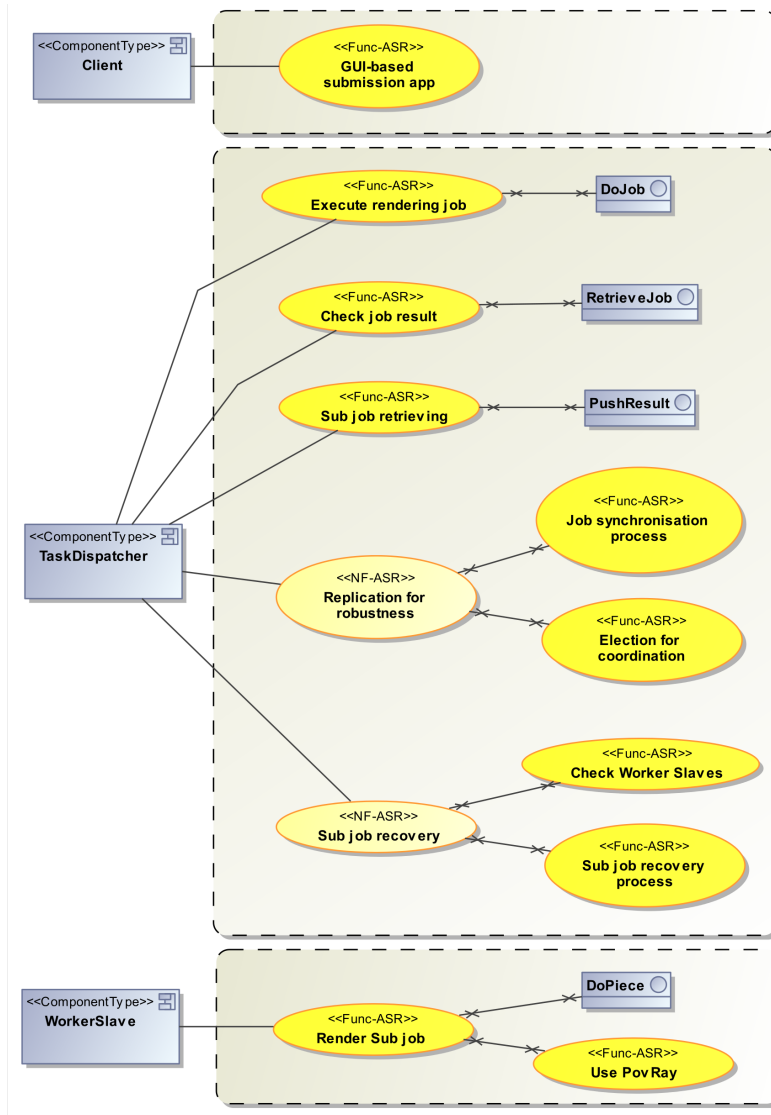 <<ComponentType>>
Client
<<Func-ASR>>
GUI-based
submission app
<<Func-ASR>>
Execute rendering job
DoJob
<<Func-ASR>>
Check job result
RetrieveJob
<<Func-ASR>>
Sub job retrieving
PushResult
<<ComponentType>>
TaskDispatcher
<<Func-ASR>>
Job synchronisation
process
<<NF-ASR>>
Replication for
robustness
<<Func-ASR>>
Election for
coordination
<<Func-ASR>>
Check Worker Slaves
<<NF-ASR>>
Sub job recovery
<<Func-ASR>>
Sub job recovery
process
<<ComponentType>>
WorkerSlave
DoPiece
<<Func-ASR>>
Render Sub job
<<Func-ASR>>
Use PovRay